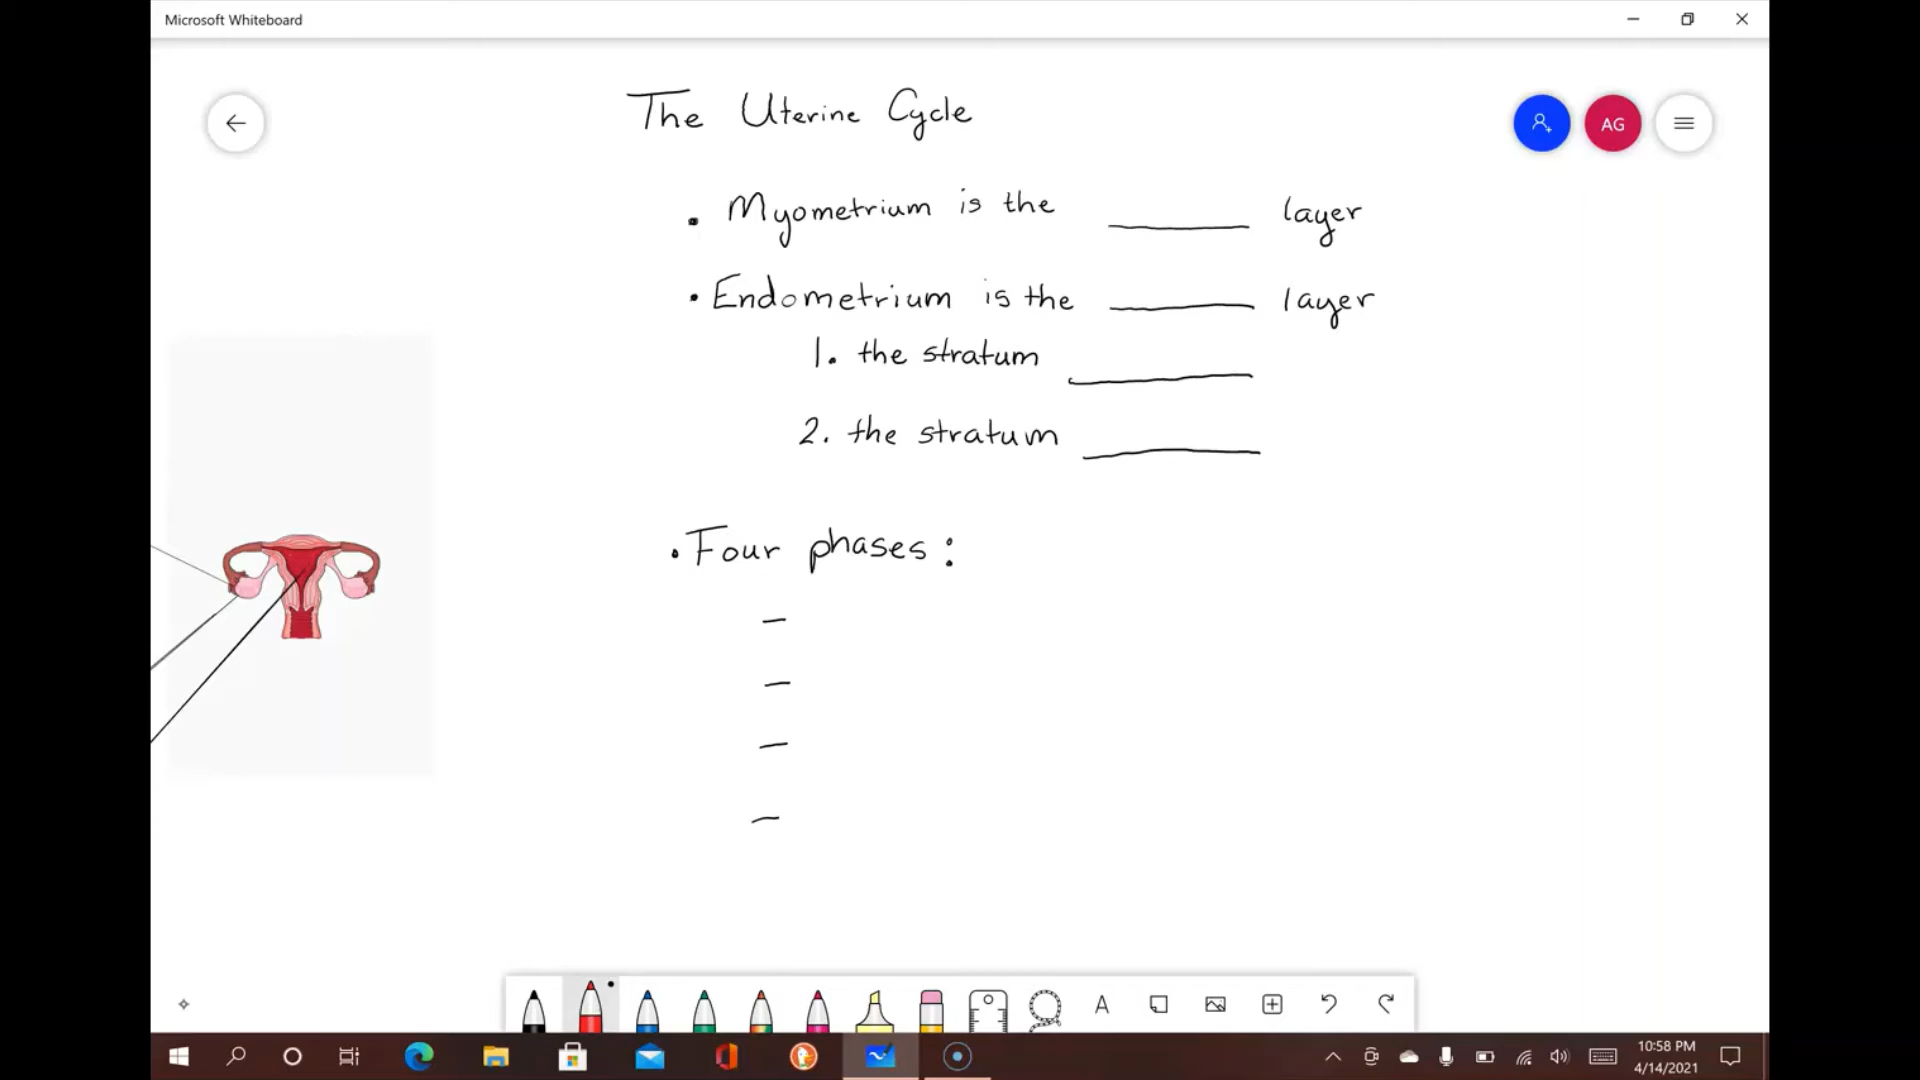 Microsoft Whiteboard
The Uterine Cycle
AG
• Myometrium is the ______ layer
• Endometrium is the ______ layer
1. the stratum ______
2. the stratum ______
• Four phases:
-
-
-
-
A
10:58 PM
4/14/2021